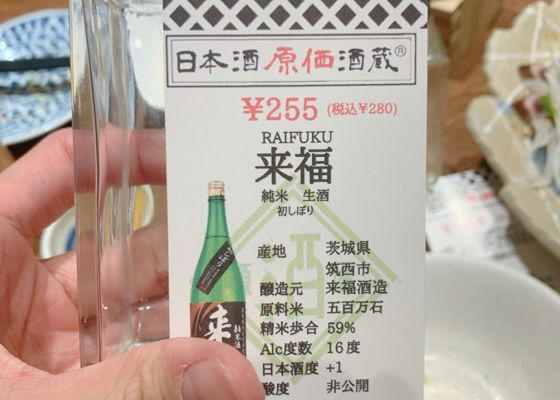 日本酒原価酒蔵®
¥255 (税込¥280)
RAIFUKU
来福
純米 生酒
初しぼり
産地 茨城県
筑西市
醸造元 来福酒造
原料米 五百万石
精米歩合 59%
Alc度数 16度
日本酒度 +1
酸度 非公開
酒
来